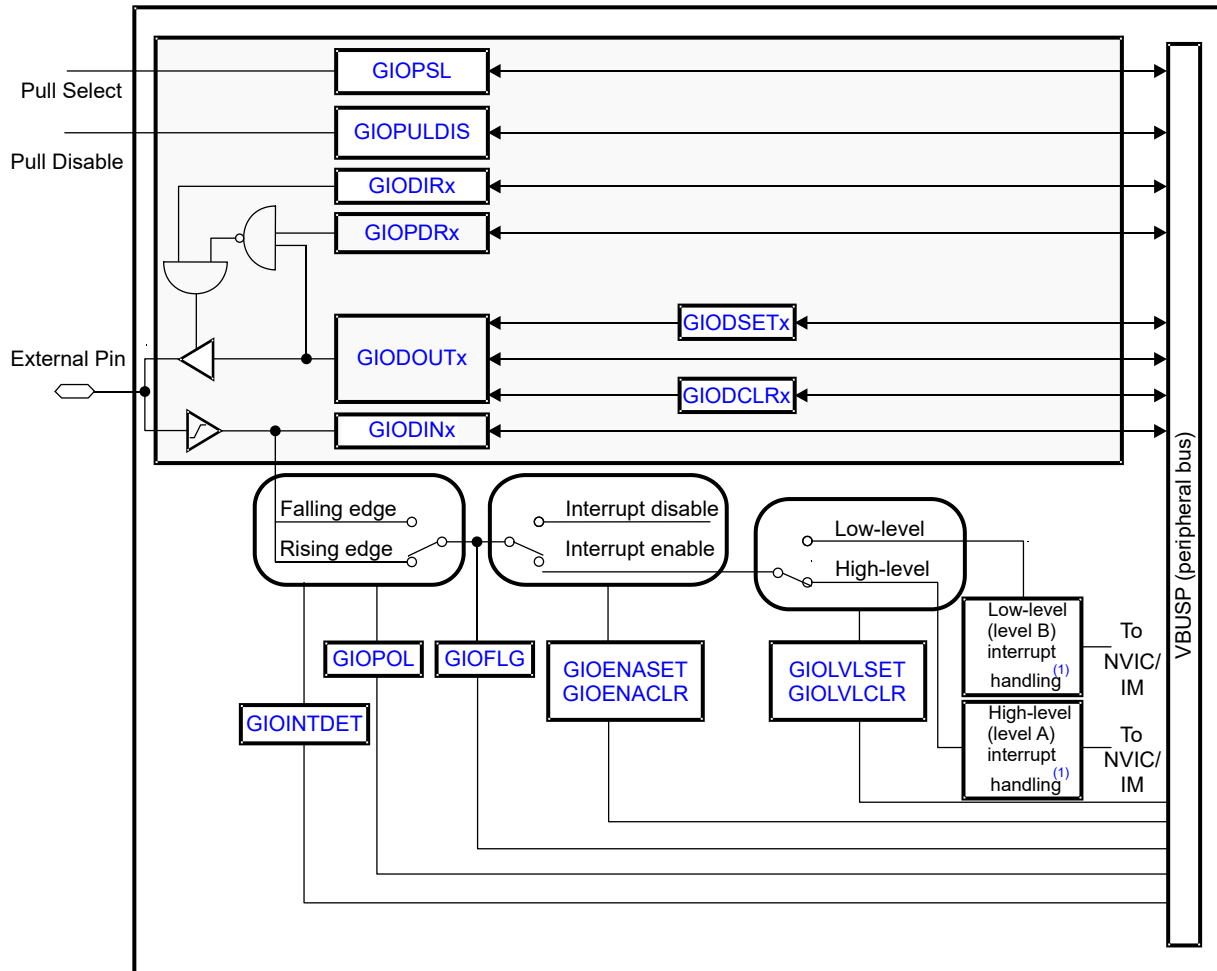 GIOPSL
Pull Select
GIOPULDIS
Pull Disable
GIODIRx
GIOPDRx
GIODSETx
External Pin
GIODOUTx
GIODCLRx
GIODINx
VBUSP (peripheral bus)
Falling edge
Rising edge
Interrupt disable
Interrupt enable
Low-level
High-level
GIOPOL
GIOFLG
GIOENASET
GIOENACLR
GIOLVLSET
GIOLVLCLR
GIOINTDET
Low-level
(level B)
interrupt
handling(1)
To
NVIC/
IM
High-level
(level A)
interrupt
handling(1)
To
NVIC/
IM